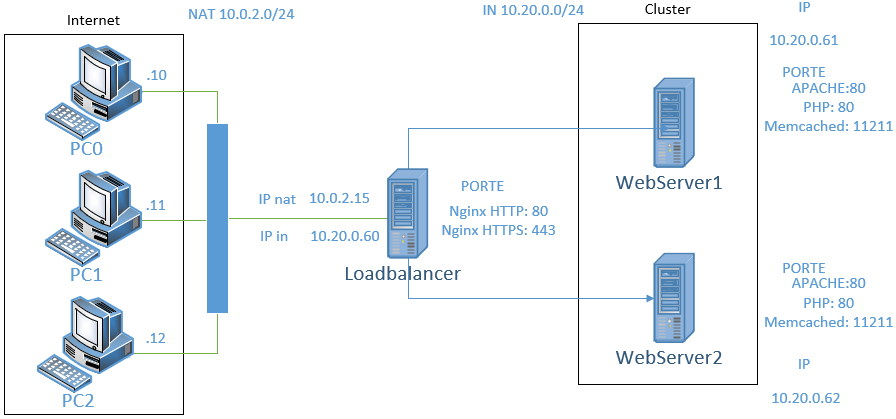 NAT 10.0.2.0/24
IN 10.20.0.0/24
Internet
Cluster
IP
10.20.0.61
.10
PC0
.11
PC1
.12
PC2
IP nat 10.0.2.15
IP in 10.20.0.60
Loadbalancer
PORTE
Nginx HTTP: 80
Nginx HTTPS: 443
WebServer1
PORTE
APACHE:80
PHP: 80
Memcached: 11211
WebServer2
PORTE
APACHE:80
PHP: 80
Memcached: 11211
IP
10.20.0.62